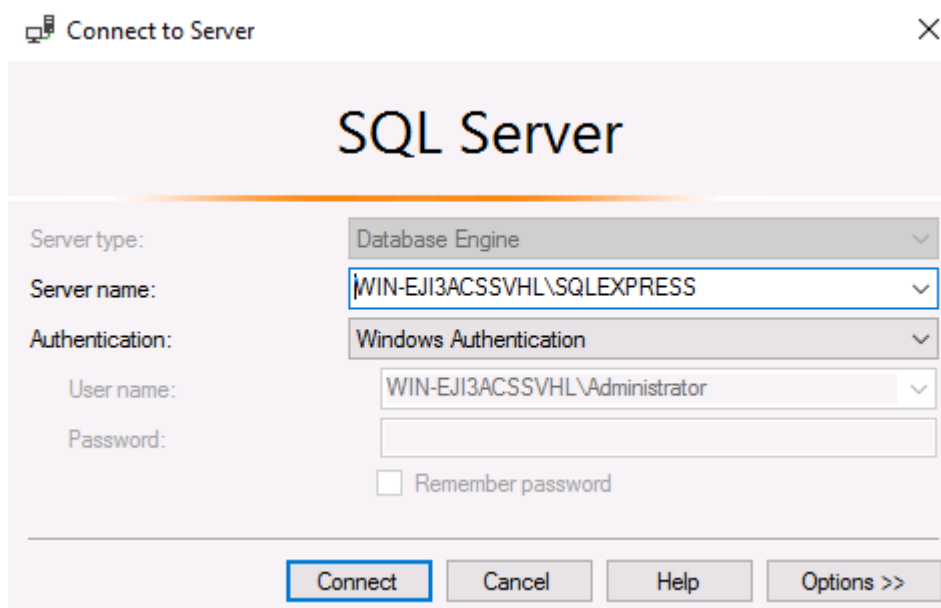 Connect to Server
SQL Server
Server type: Database Engine
Server name: WIN-EJI3ACSSVHL\SQLEXPRESS
Authentication: Windows Authentication
User name: WIN-EJI3ACSSVHL\Administrator
Password:
Remember password
Connect Cancel Help Options >>